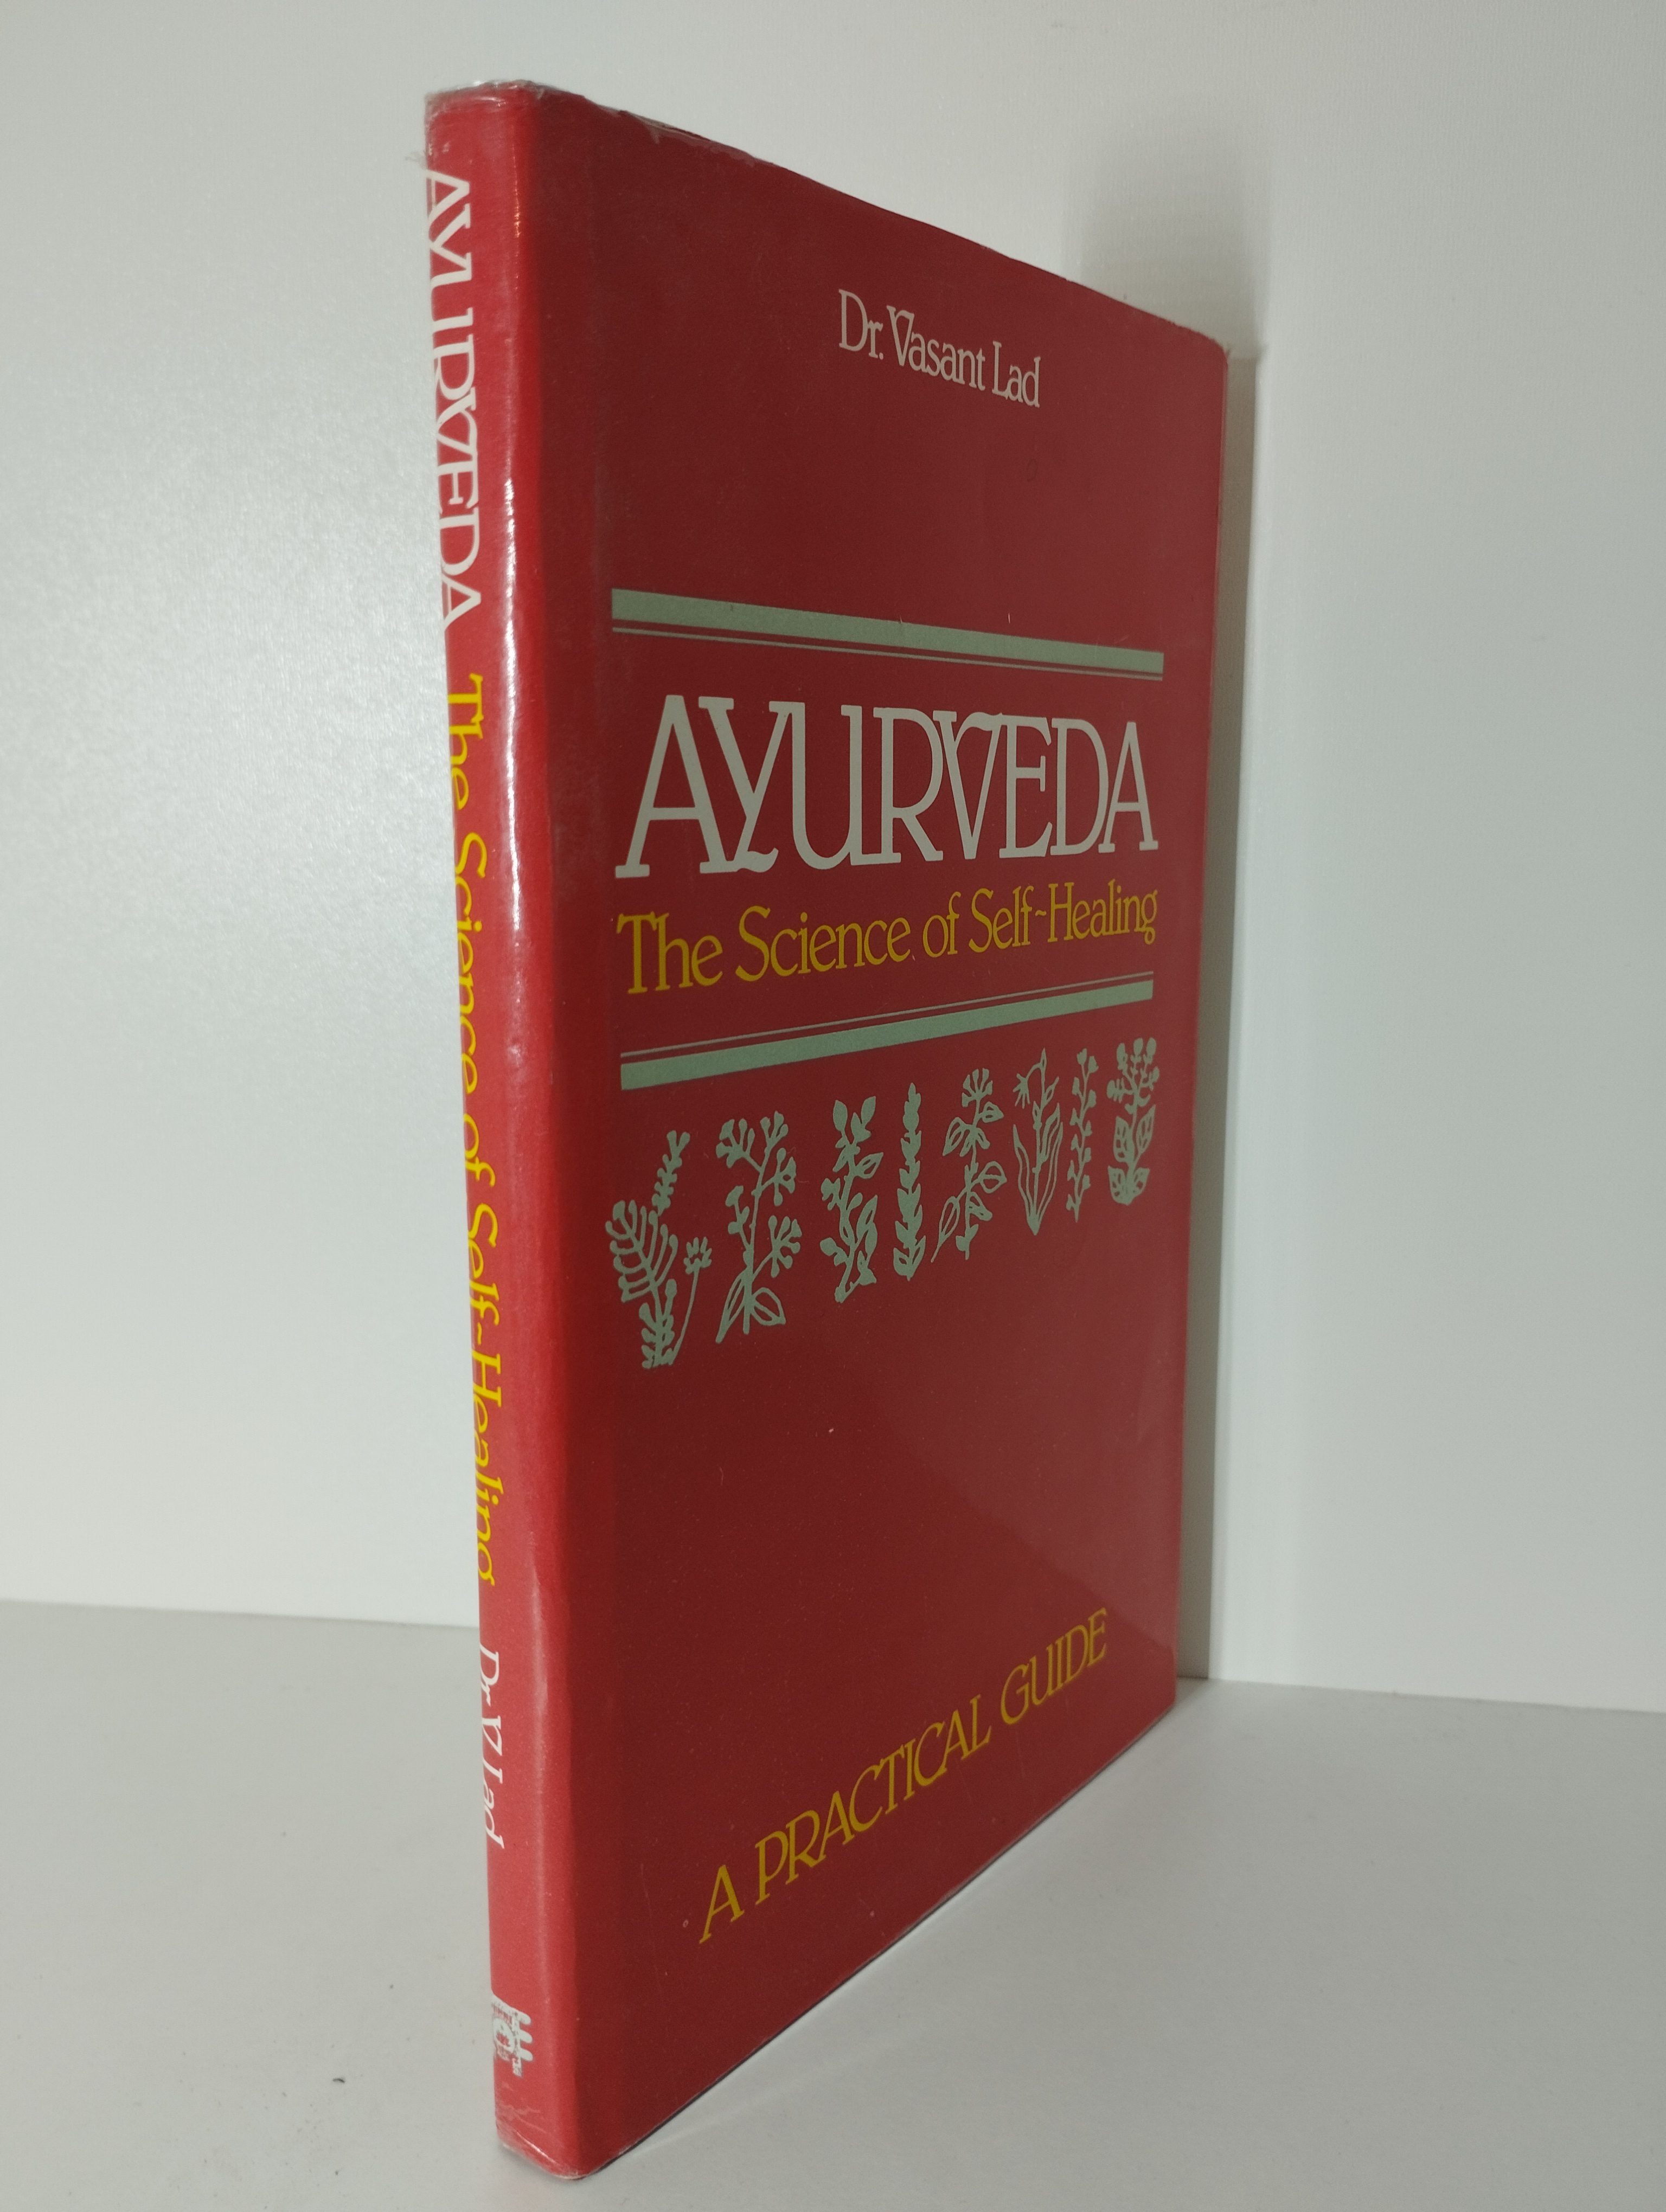 AYURVEDA The Science of Self~Healing Dr. V. Lad
Dr. Vasant Lad
AYURVEDA
The Science of Self~Healing
A PRACTICAL GUIDE